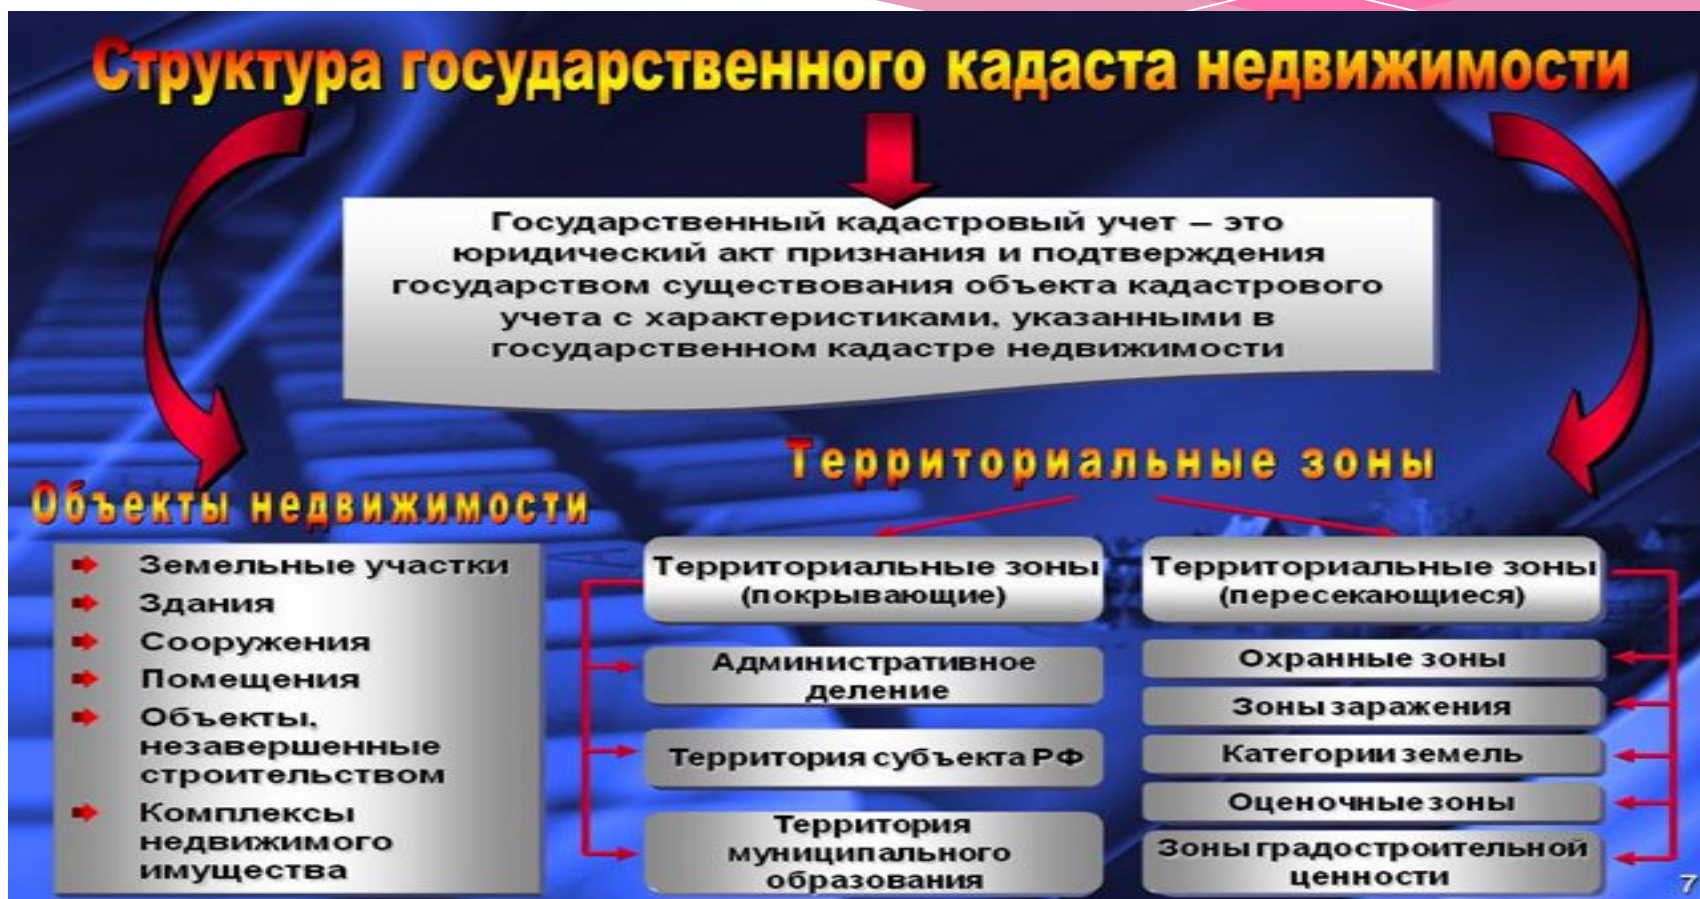 Структура государственного кадаста недвижимости
Государственный кадастровый учет – это
юридический акт признания и подтверждения
государством существования объекта кадастрового
учета с характеристиками, указанными в
государственном кадастре недвижимости
Объекты недвижимости
Земельные участки
Здания
Сооружения
Помещения
Объекты,
незавершенные
строительством
Комплексы
недвижимого
имущества
Территориальные зоны
Территориальные зоны
(покрывающие)
Административное
деление
Территория субъекта РФ
Территория
муниципального
образования
Территориальные зоны
(пересекающиеся)
Охранные зоны
Зоны заражения
Категории земель
Оценочные зоны
Зоны градостроительной
ценности
7